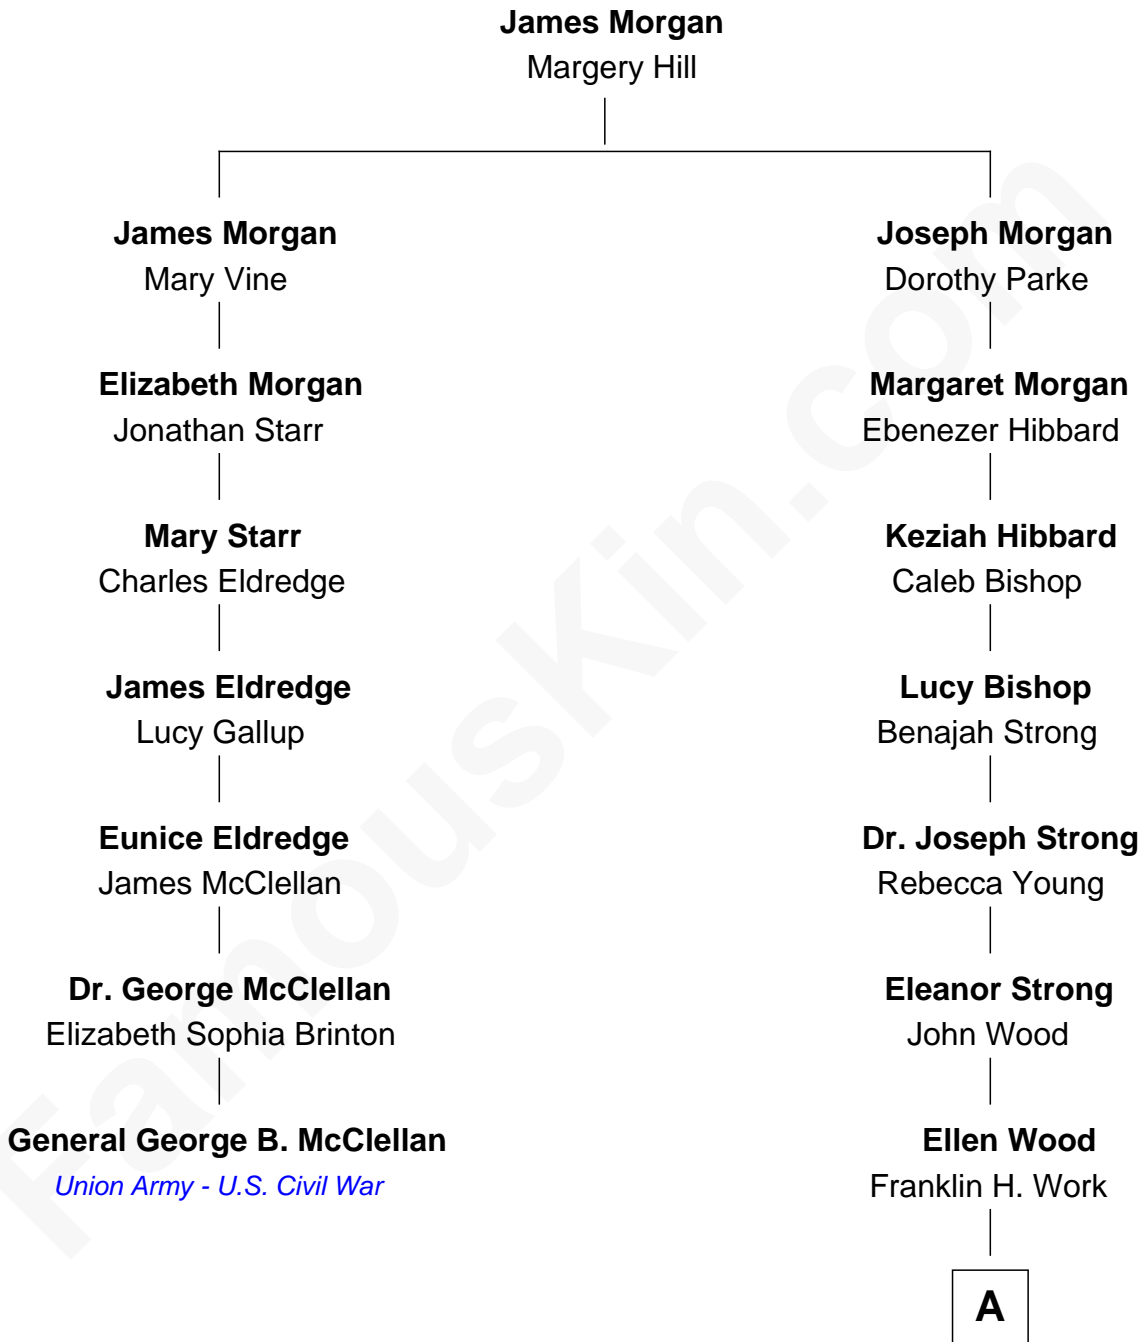 James Morgan
Margery Hill
James Morgan
Mary Vine
Joseph Morgan
Dorothy Parke
Elizabeth Morgan
Jonathan Starr
Margaret Morgan
Ebenezer Hibbard
Mary Starr
Charles Eldredge
Keziah Hibbard
Caleb Bishop
James Eldredge
Lucy Gallup
Lucy Bishop
Benajah Strong
Eunice Eldredge
James McClellan
Dr. Joseph Strong
Rebecca Young
Dr. George McClellan
Elizabeth Sophia Brinton
Eleanor Strong
John Wood
General George B. McClellan
Union Army - U.S. Civil War
Ellen Wood
Franklin H. Work
A
FamousKin.com